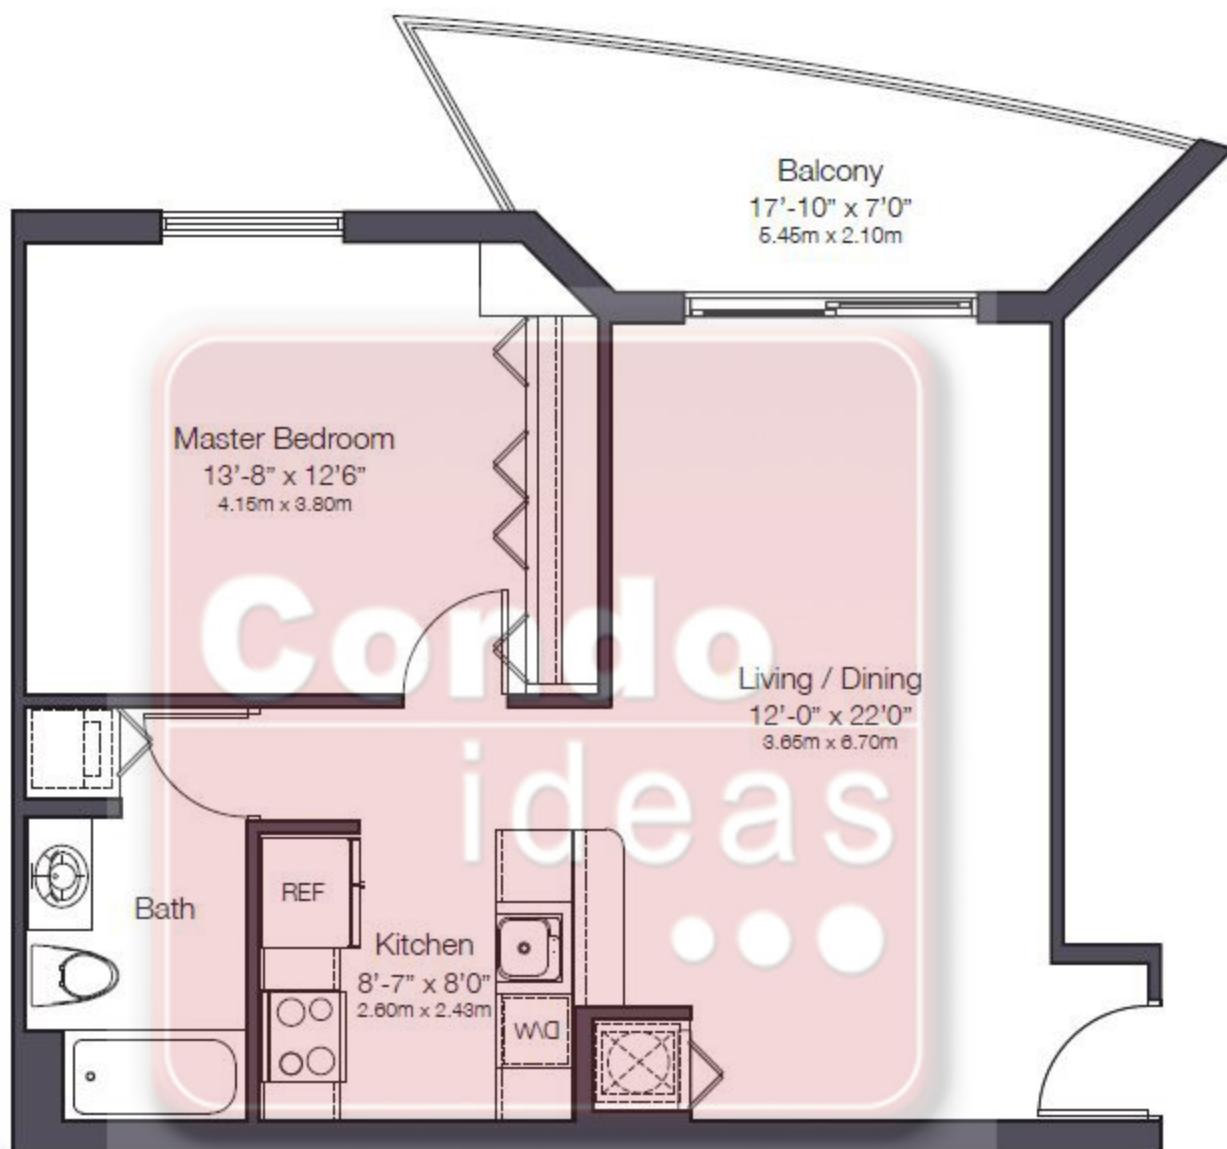 Balcony
17'-10" x 7'0"
5.45m x 2.10m
Master Bedroom
13'-8" x 12'6"
4.15m x 3.80m
Condo
Living / Dining
12'-0" x 22'0"
3.65m x 6.70m
ideas
REF
Bath
Kitchen
8'-7" x 8'0"
2.60m x 2.43m
D\W